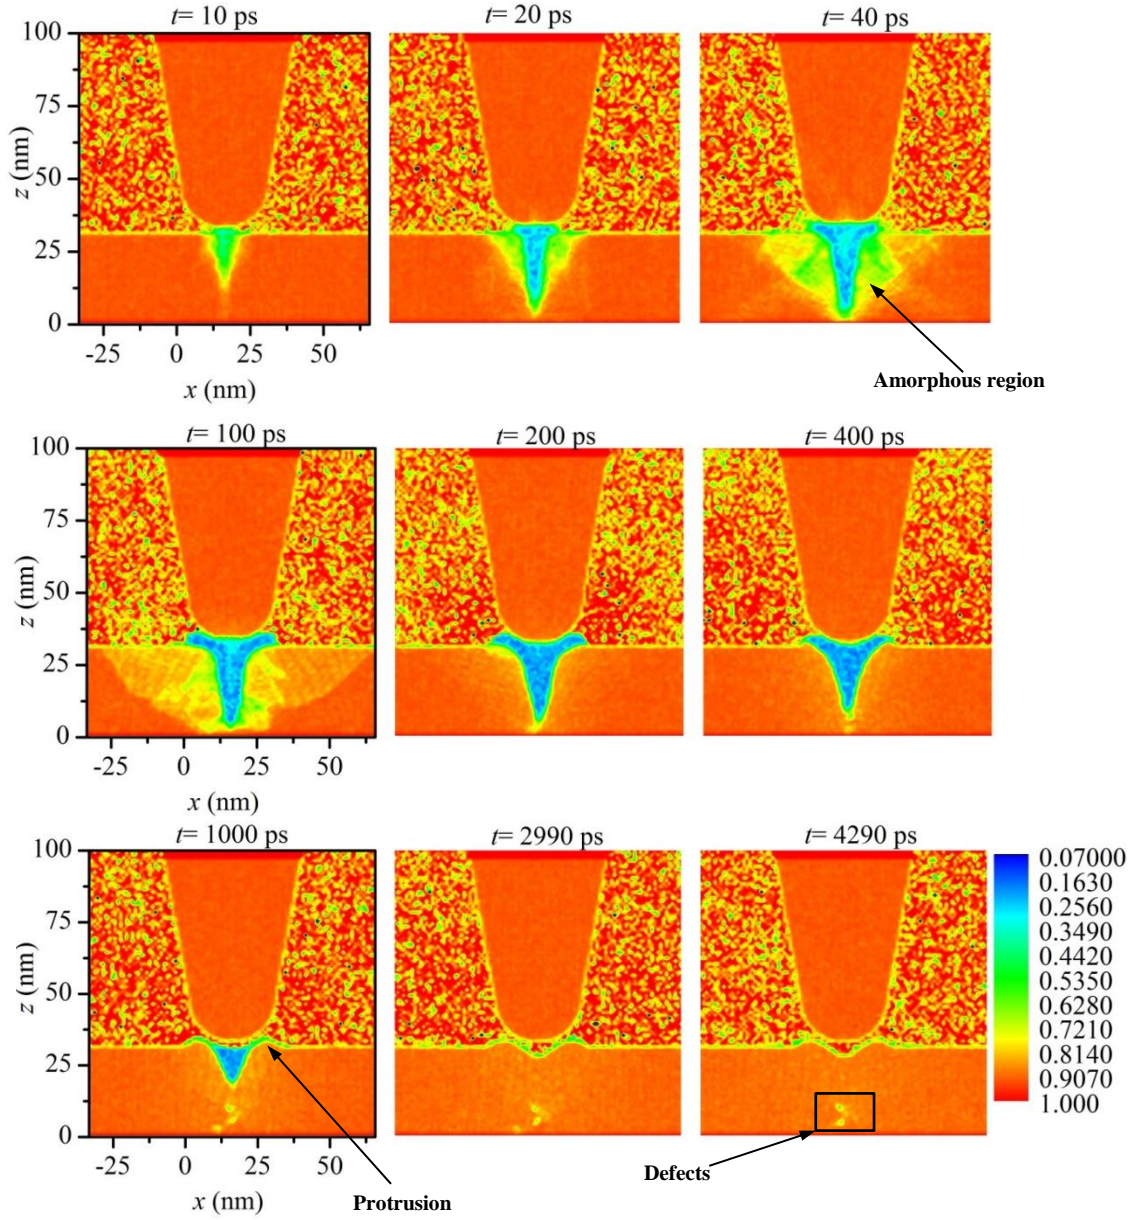 t= 10 ps
t= 20 ps
t= 40 ps
100
75
50
25
0
z (nm)
-25 0 25 50
x (nm)
Amorphous region
t= 100 ps
t= 200 ps
t= 400 ps
100
75
50
25
0
z (nm)
-25 0 25 50
x (nm)
t= 1000 ps
t= 2990 ps
t= 4290 ps
100
75
50
25
0
z (nm)
-25 0 25 50
x (nm)
0.07000
0.1630
0.2560
0.3490
0.4420
0.5350
0.6280
0.7210
0.8140
0.9070
1.000
Protrusion
Defects